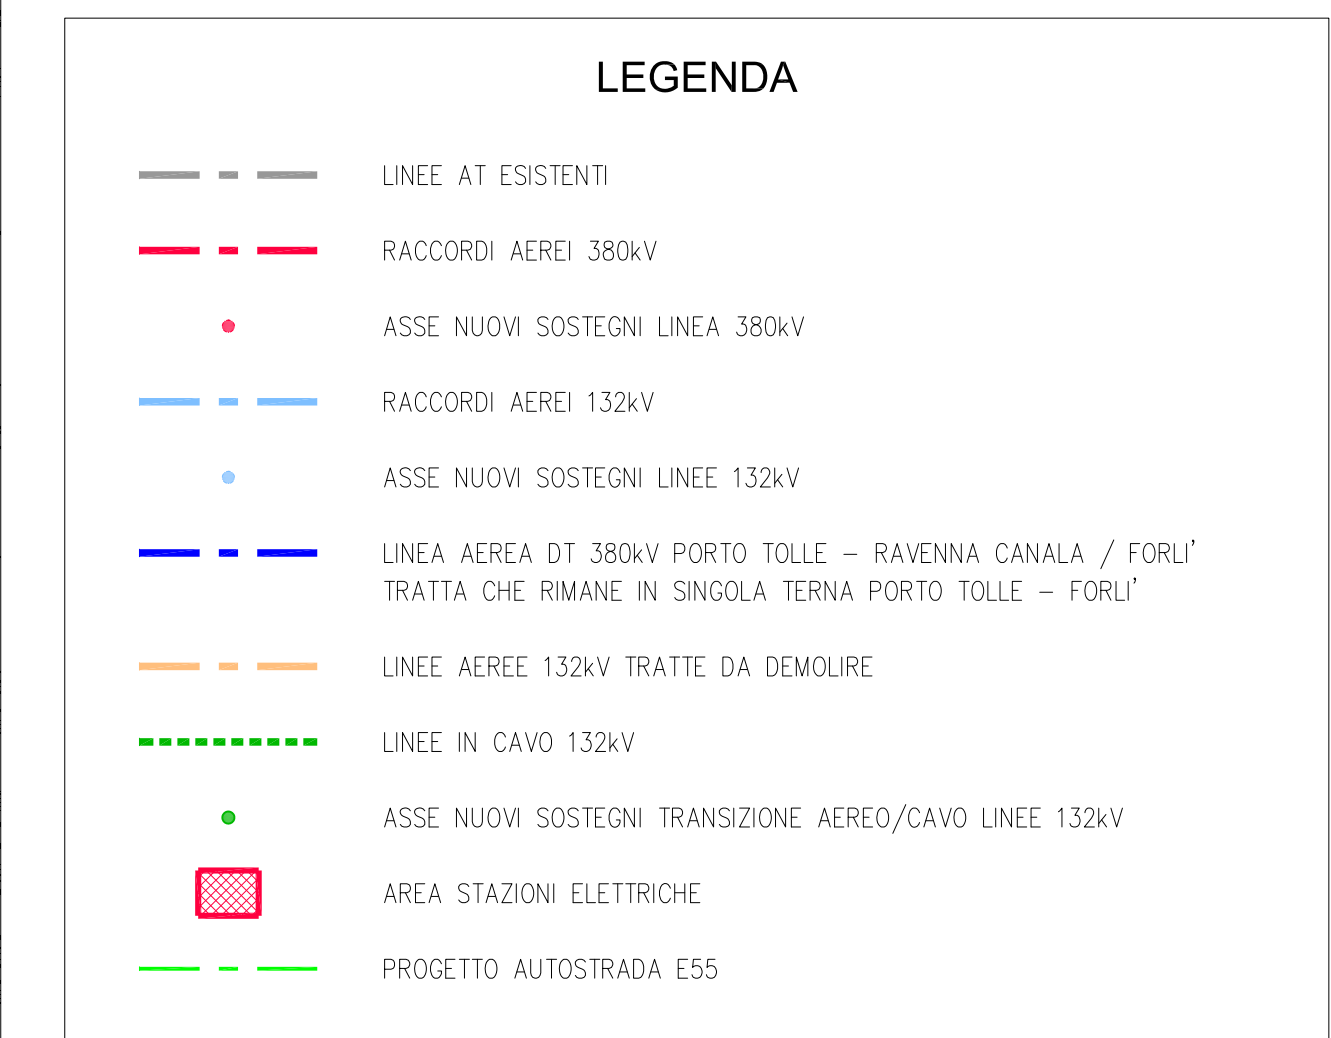 LEGENDA
LINEE AT ESISTENTI
RACCORDI AEREI 380kV
ASSE NUOVI SOSTEGNI LINEA 380kV
RACCORDI AEREI 132kV
ASSE NUOVI SOSTEGNI LINEE 132kV
LINEA AEREA DT 380kV PORTO TOLLE – RAVENNA CANALA / FORLI'
TRATTA CHE RIMANE IN SINGOLA TERNA PORTO TOLLE – FORLI'
LINEE AEREE 132kV TRATTE DA DEMOLIRE
LINEE IN CAVO 132kV
ASSE NUOVI SOSTEGNI TRANSIZIONE AEREO/CAVO LINEE 132kV
AREA STAZIONI ELETTRICHE
PROGETTO AUTOSTRADA E55